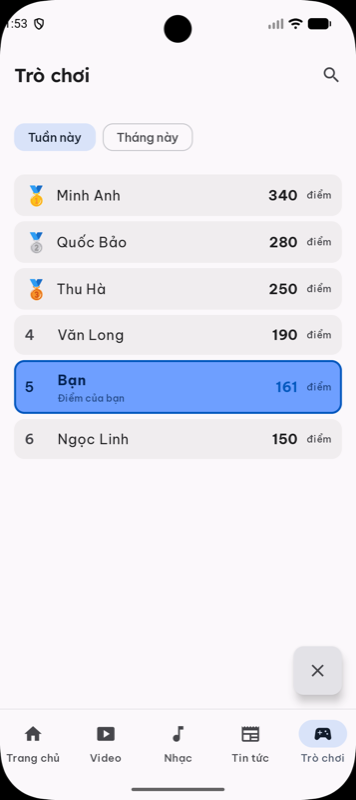 1:53
Trò chơi
Tuần này
Tháng này
Minh Anh 340 điểm
Quốc Bảo 280 điểm
Thu Hà 250 điểm
4 Văn Long 190 điểm
5 Bạn 161 điểm
Điểm của bạn
6 Ngọc Linh 150 điểm
Trang chủ Video Nhạc Tin tức Trò chơi